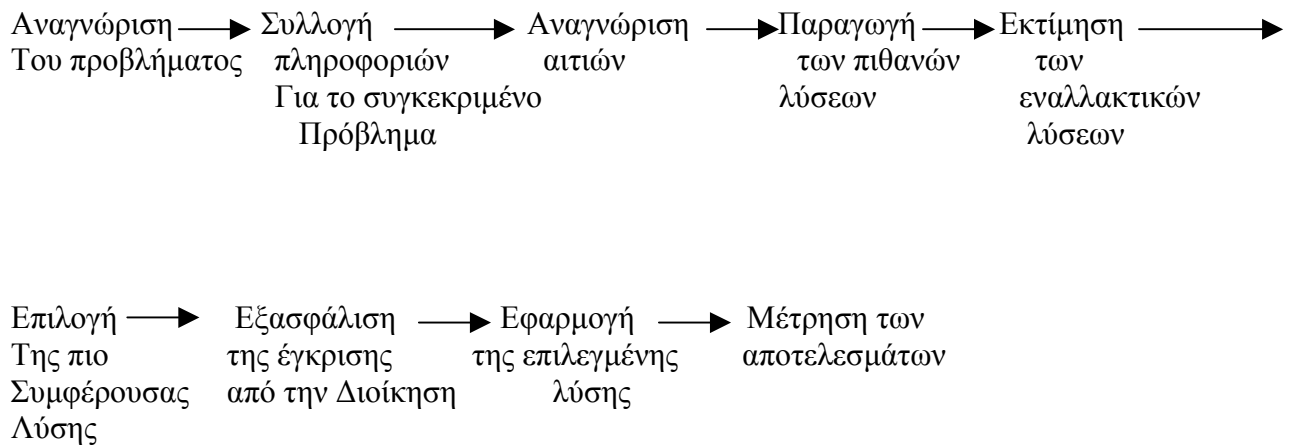 Αναγνώριση Συλλογή Αναγνώριση Παραγωγή Εκτίμηση
Του προβλήματος πληροφοριών αιτιών των πιθανών των
Για το συγκεκριμένο λύσεων εναλλακτικών
Πρόβλημα λύσεων
Επιλογή Εξασφάλιση Εφαρμογή Μέτρηση των
Της πιο της έγκρισης της επιλεγμένης αποτελεσμάτων
Συμφέρουσας από την Διοίκηση λύσης
Λύσης